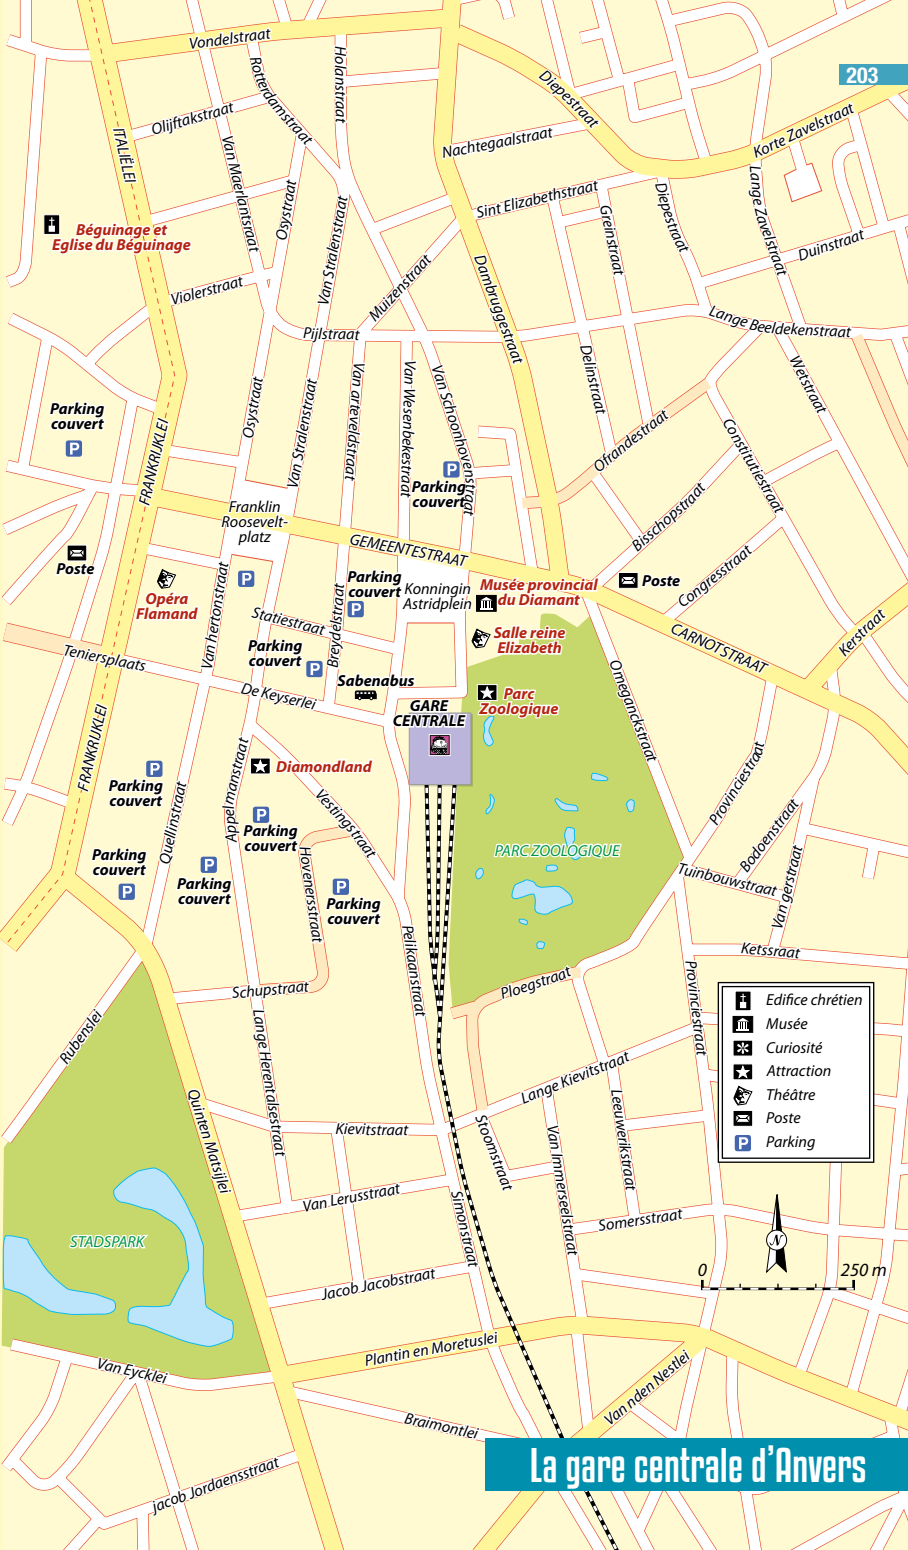 203
Vondelstraat
Rotterdamstraat
Holanstraat
Diepestraat
Korte Zavelstraat
Olijftakstraat
ITALIËLEI
Van Maerlantstraat
Nachtegaalstraat
Osystraat
Sint Elizabethstraat
Greinstraat
Diepestraat
Lange Zavelstraat
Béguinage et
Eglise du Béguinage
Van Stralenstraat
Duinstraat
Violerstraat
Muizenstraat
Dambruggestraat
Pijlstraat
Lange Beeldekenstraat
Delinstraat
Wetstraat
Osystraat
Van Stralenstraat
Van arteveldstraat
Van Wesenbekestraat
Van Schoonhovenstraat
Parking
couvert
P
FRANKRIJKLEI
Ofrandestraat
Constitutiestraat
P
Parking
couvert
Bisschopstraat
Franklin
Roosevelt-
platz
GEMEENTESTRAAT
Congresstraat
Poste
Opéra
Flamand
P
Parking
couvert
P
Konningin
Astridplein
Musée provincial
du Diamant
Poste
Van hertonstraat
Statiestraat
Breydelstraat
Salle reine
Elizabeth
CARNOTSTRAAT
Kerstraat
Teniersplaats
Parking
couvert
P
Sabenabus
De Keyserlei
GARE
CENTRALE
Parc
Zoologique
Omeganckstraat
FRANKRIJKLEI
Diamondland
P
Parking
couvert
Quellinstraat
Appelmanstraat
Vestingstraat
P
Parking
couvert
Provinciestraat
Bodoenstraat
Parking
couvert
P
P
Parking
couvert
Hovenersstraat
P
Parking
couvert
PARC ZOOLOGIQUE
Tuinbouwstraat
Van gerstraat
Pelikaanstraat
Ketssraat
Schupstraat
Ploegstraat
Provinciestraat
Rubenslei
Lange Herentalsestraat
Edifice chrétien
Musée
Curiosité
Attraction
Théâtre
Poste
P Parking
Lange Kievitstraat
Quinten Matsijlei
Kievitstraat
Stoomstraat
Van Immerseelstraat
Leeuwerikstraat
Van Lerusstraat
Simonstraat
Somersstraat
STADSPARK
N
0 250 m
Jacob Jacobstraat
Plantin en Moretuslei
Van Eycklei
Van nden Nestlei
Braimontlei
La gare centrale d'Anvers
jacob Jordaensstraat